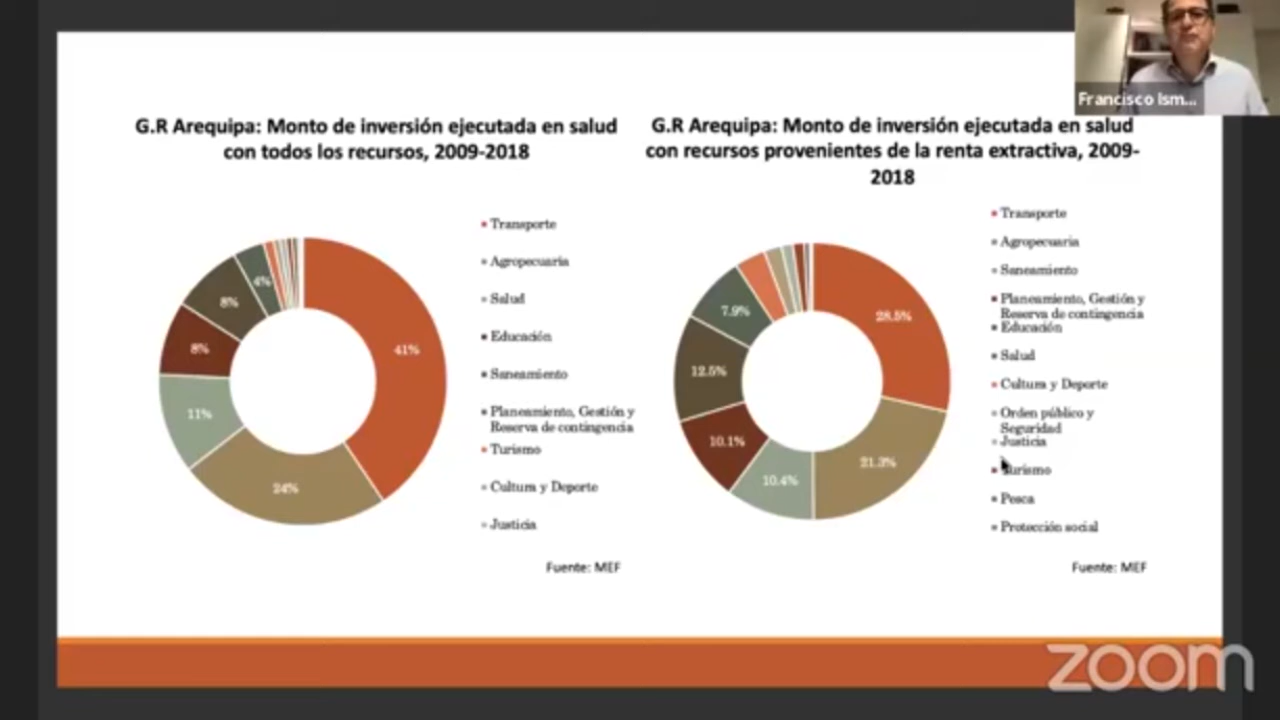 Francisco Ism...
G.R Arequipa: Monto de inversión ejecutada en salud
con todos los recursos, 2009-2018
41%
24%
11%
8%
8%
4%
Transporte
Agropecuaria
Salud
Educación
Saneamiento
Planeamiento, Gestión y
Reserva de contingencia
Turismo
Cultura y Deporte
Justicia
Fuente: MEF
G.R Arequipa: Monto de inversión ejecutada en salud
con recursos provenientes de la renta extractiva, 2009-
2018
28.5%
21.3%
10.4%
10.1%
12.5%
7.9%
Transporte
Agropecuaria
Saneamiento
Planeamiento, Gestión y
Reserva de contingencia
Educación
Salud
Cultura y Deporte
Orden público y
Seguridad
Justicia
Turismo
Pesca
Protección social
Fuente: MEF
zoom